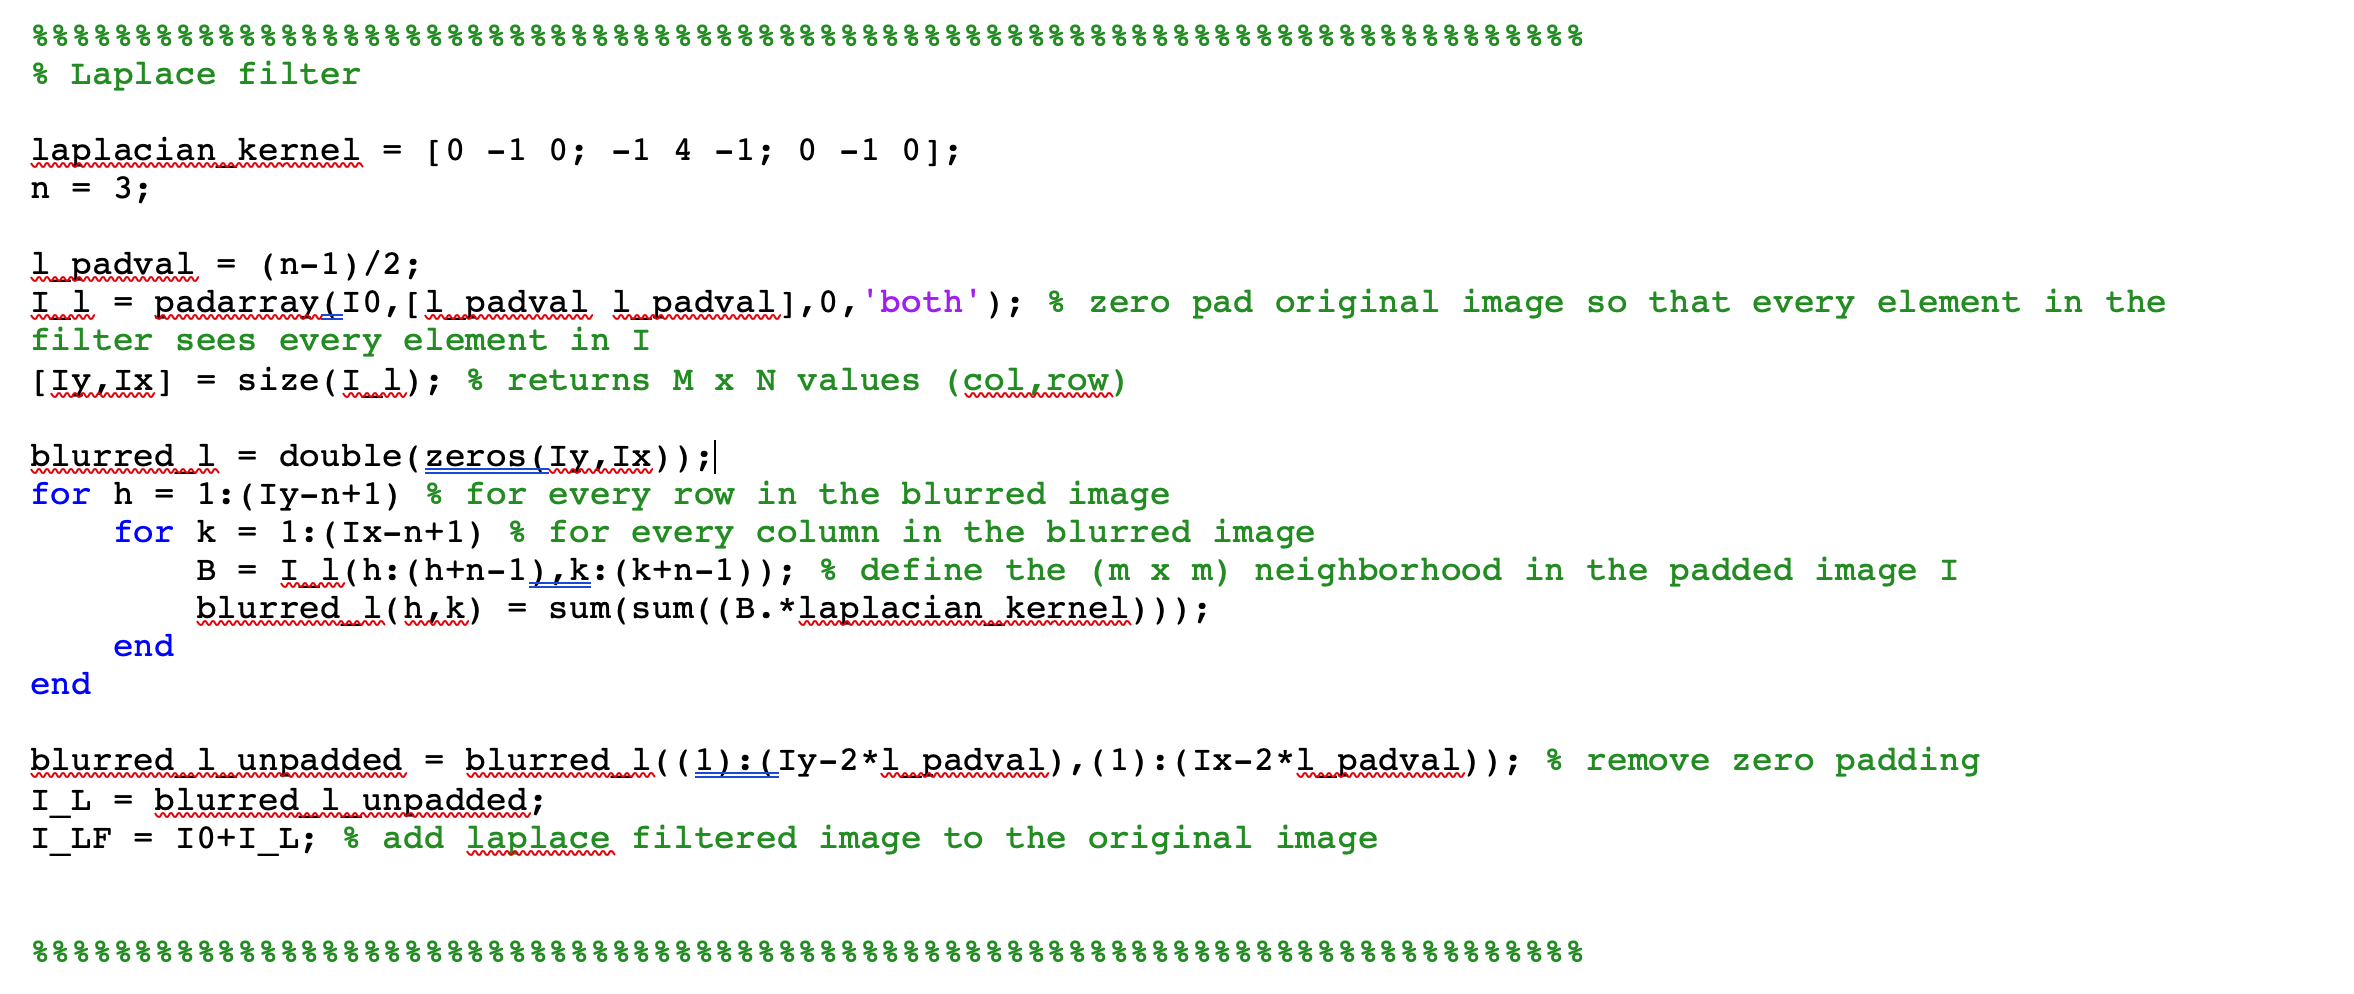 %%%%%%%%%%%%%%%%%%%%%%%%%%%%%%%%%%%%%%%%%%%%%%%%%%%%%%%%%%%%%%%%%%%%%%%%%%%%%
% Laplace filter
laplacian_kernel = [0 -1 0; -1 4 -1; 0 -1 0];
n = 3;
l_padval = (n-1)/2;
I_l = padarray(I0,[l_padval l_padval],0,'both'); % zero pad original image so that every element in the
filter sees every element in I
[Iy,Ix] = size(I_l); % returns M x N values (col,row)
blurred_l = double(zeros(Iy,Ix));
for h = 1:(Iy-n+1) % for every row in the blurred image
    for k = 1:(Ix-n+1) % for every column in the blurred image
        B = I_l(h:(h+n-1),k:(k+n-1)); % define the (m x m) neighborhood in the padded image I
        blurred_l(h,k) = sum(sum((B.*laplacian_kernel)));
    end
end
blurred_l_unpadded = blurred_l((1):(Iy-2*l_padval),(1):(Ix-2*l_padval)); % remove zero padding
I_L = blurred_l_unpadded;
I_LF = I0+I_L; % add laplace filtered image to the original image
%%%%%%%%%%%%%%%%%%%%%%%%%%%%%%%%%%%%%%%%%%%%%%%%%%%%%%%%%%%%%%%%%%%%%%%%%%%%%